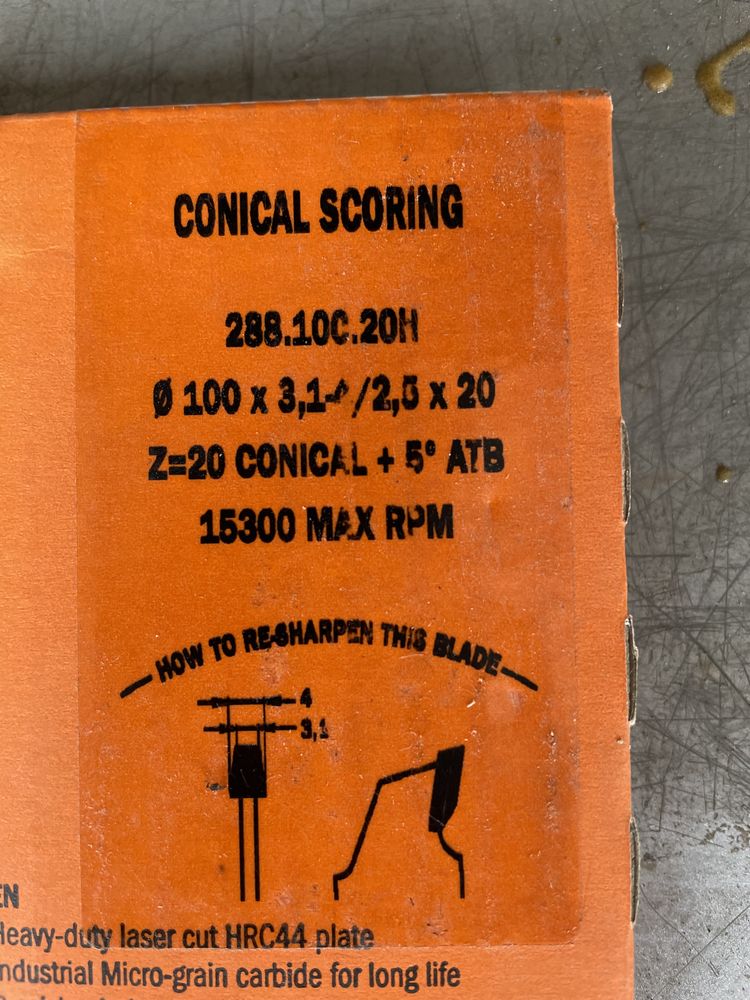 CONICAL SCORING
288.10C.20H
Ø 100 x 3,1-4/2,5 x 20
Z=20 CONICAL + 5° ATB
15300 MAX RPM
HOW TO RE-SHARPEN THIS BLADE
4
3,1
EN
Heavy-duty laser cut HRC44 plate
Industrial Micro-grain carbide for long life